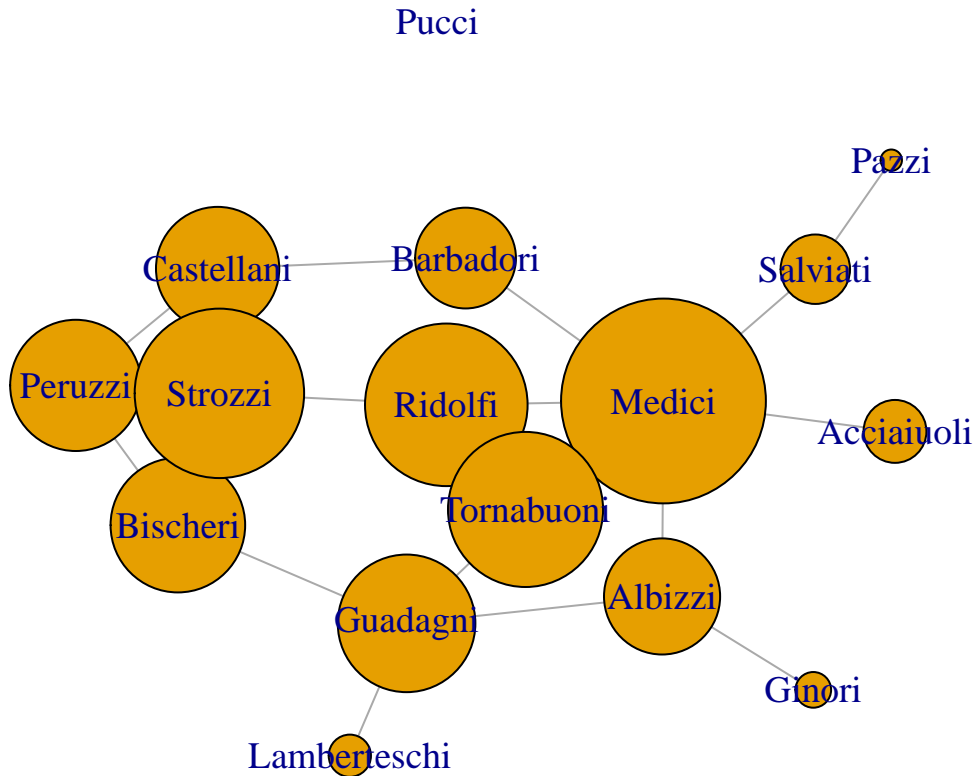 Pucci
Pazzi
Castellani
Barbadori
Salviati
Peruzzi
Strozzi
Ridolfi
Medici
Acciaiuoli
Bischeri
Tornabuoni
Guadagni
Albizzi
Ginori
Lamberteschi